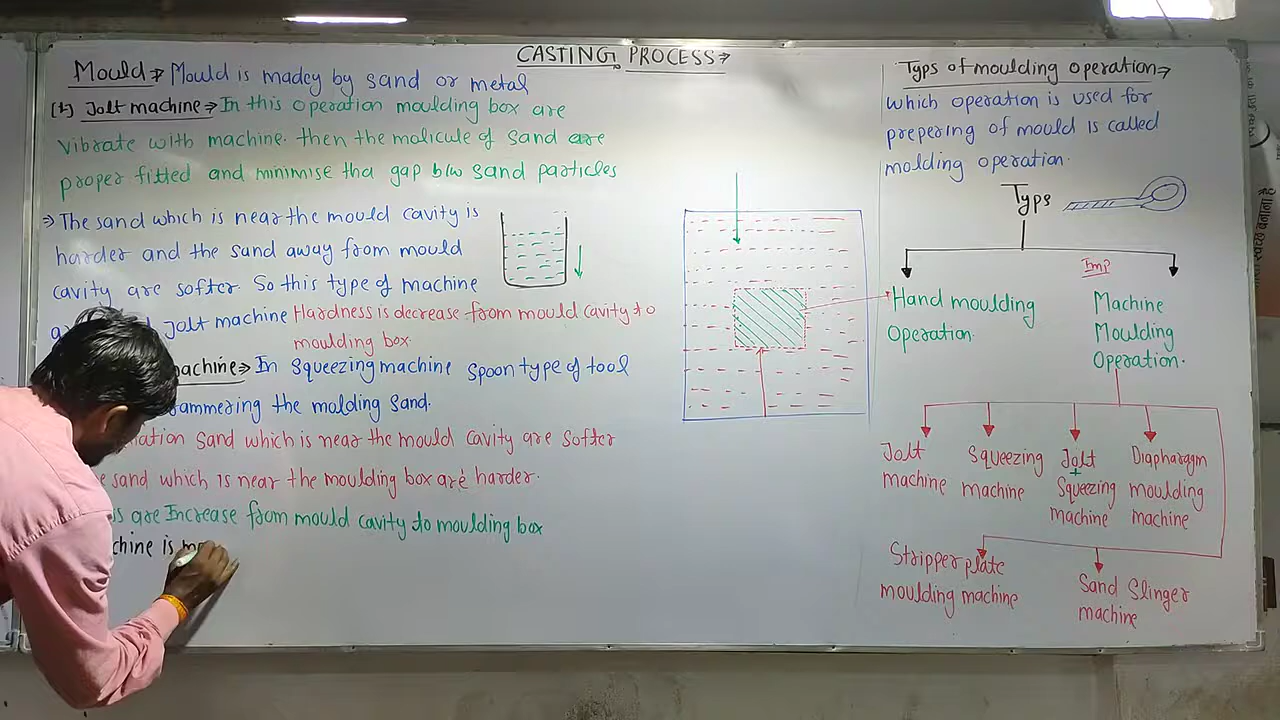 CASTING PROCESS→
Mould→ Mould is madey by sand or metal
(1) Jolt machine→ In this operation moulding box are
vibrate with machine. then the molicule of sand are
proper fitted and minimise tha gap b/w sand particles
→ The sand which is near the mould cavity is
harder and the sand away from mould
cavity are softer. So this type of machine
Jolt machine Hardness is decrease from mould cavity to
moulding box.
machine→ In Squeezing machine spoon type of tool
rammering the molding sand.
sand which is near the mould cavity are softer
sand which is near the moulding box are harder.
are Increase from mould cavity to moulding box
is
Typs of moulding operation→
which operation is used for
prepering of mould is called
molding operation.
Typs
Hand moulding
Operation.
Imp
Machine
Moulding
Operation.
Jolt
machine
Squeezing
machine
Jolt
+
Squeezing
machine
Diapharagm
moulding
machine
Stripper plate
moulding machine
Sand Slinger
machine